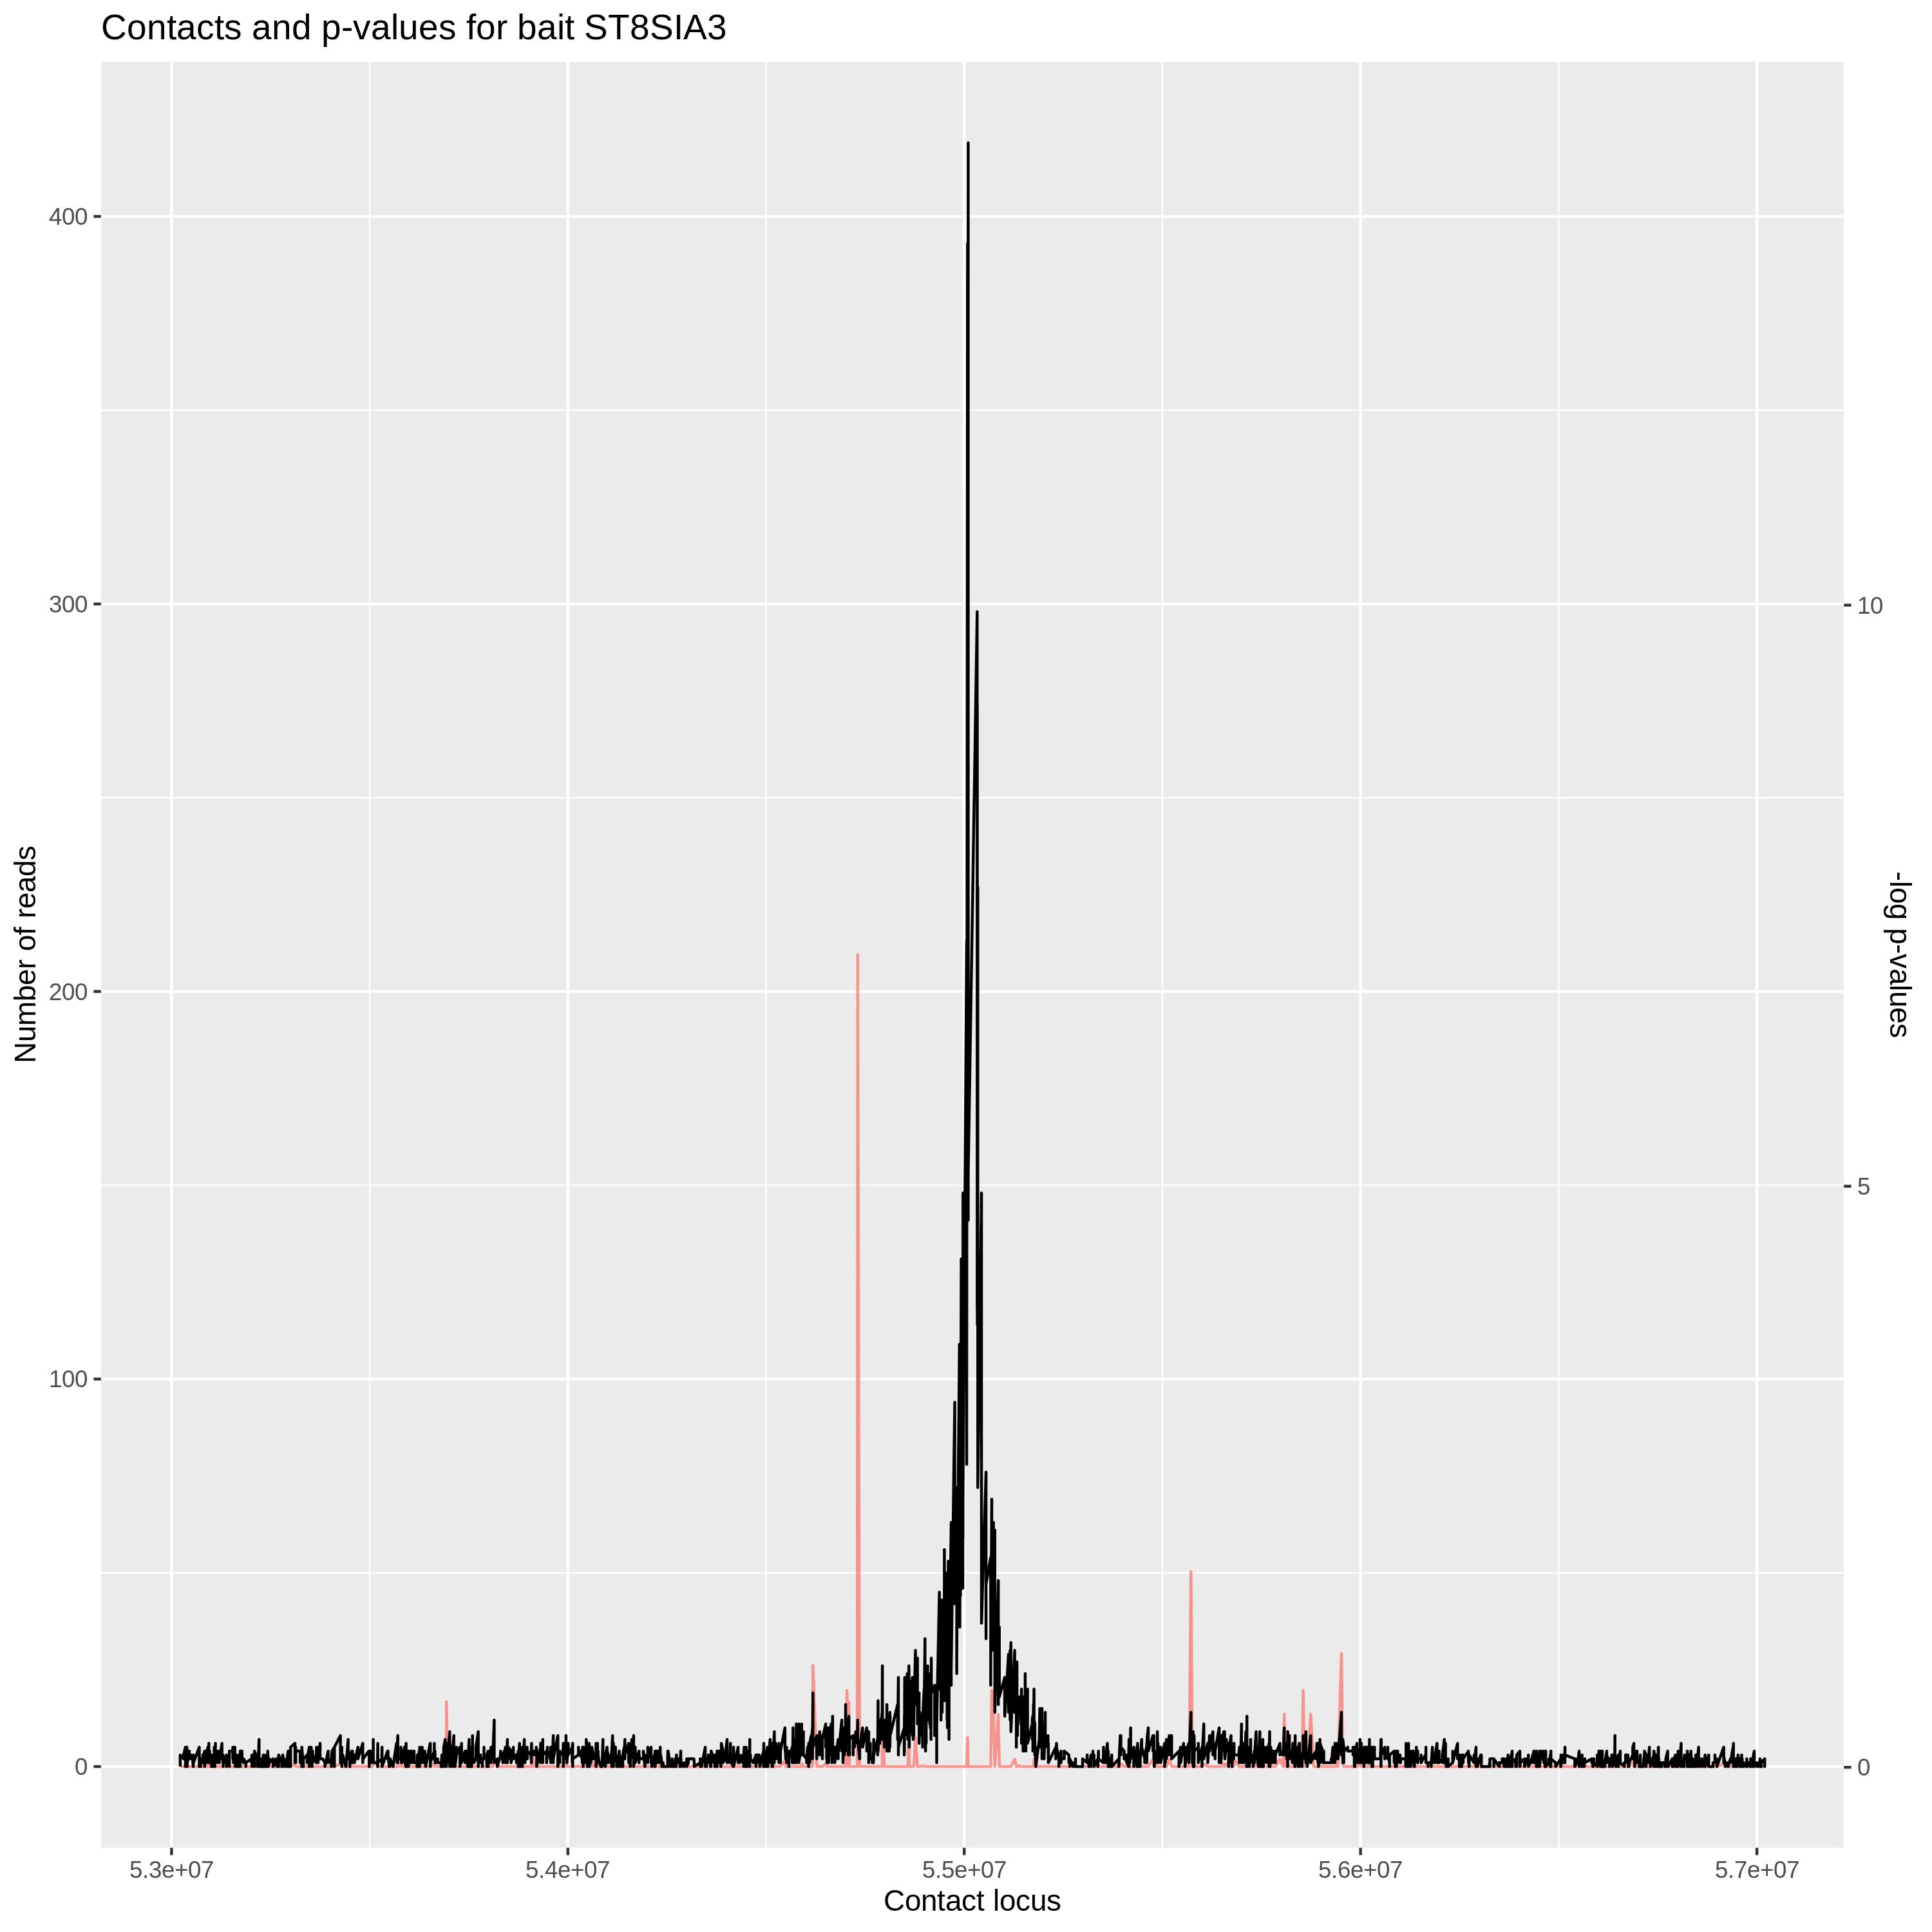 Contacts and p-values for bait ST8SIA3
400
300
200
100
0
Number of reads
10
5
0
-log p-values
5.3e+07 5.4e+07 5.5e+07 5.6e+07 5.7e+07
Contact locus